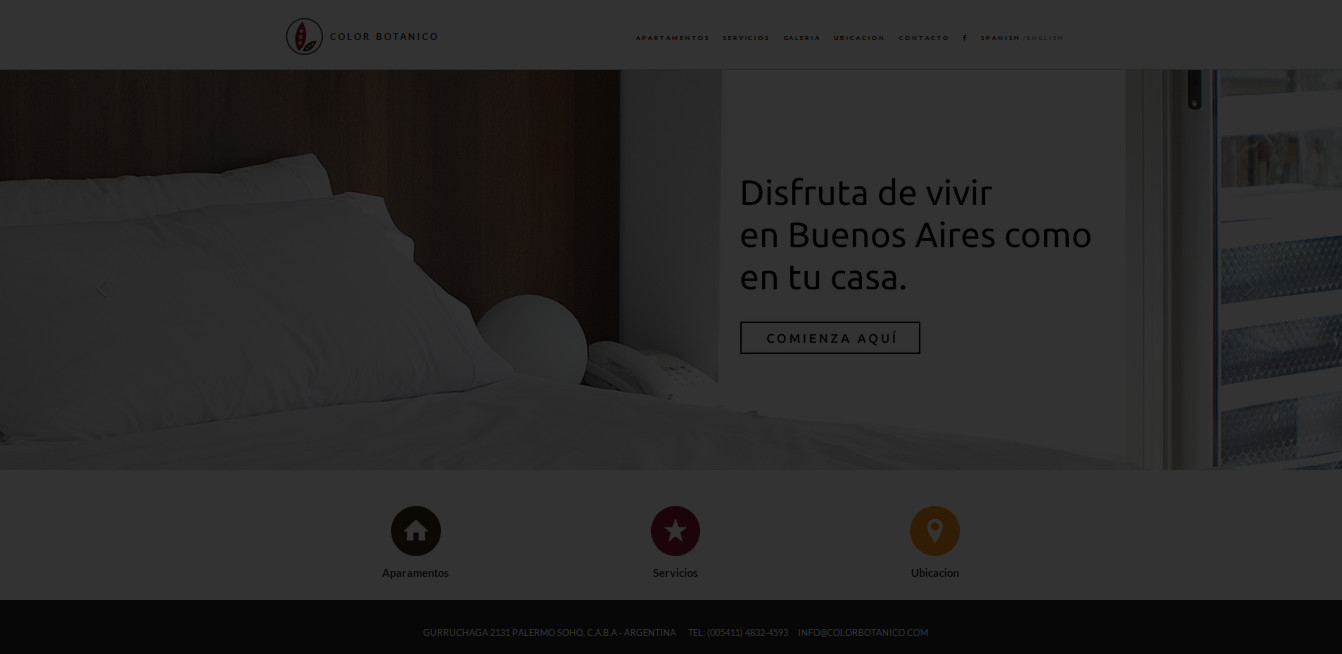 COLOR BOTANICO
APARTAMENTOS SERVICIOS GALERIA UBICACION CONTACTO f SPANISH /ENGLISH
Disfruta de vivir
en Buenos Aires como
en tu casa.
COMIENZA AQUÍ
Aparamentos Servicios Ubicacion
GURRUCHAGA 2131 PALERMO SOHO, C.A.B.A - ARGENTINA TEL: (005411) 4832-4593 INFO@COLORBOTANICO.COM